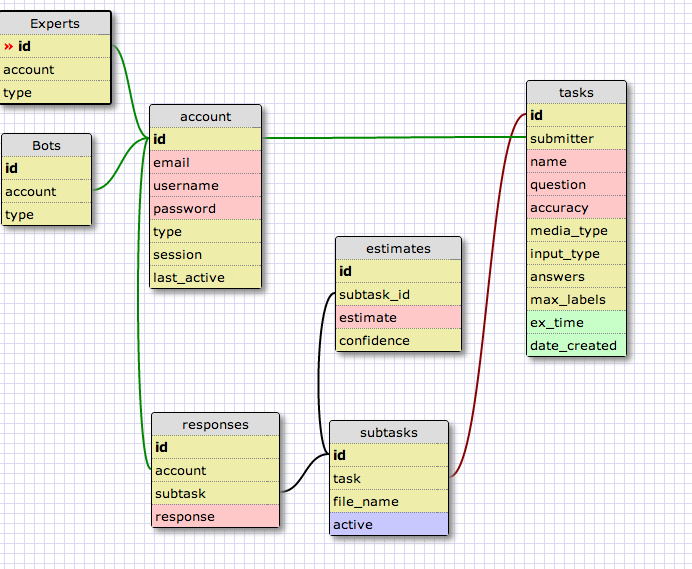 Experts
» id
account
type
Bots
id
account
type
account
id
email
username
password
type
session
last_active
tasks
id
submitter
name
question
accuracy
media_type
input_type
answers
max_labels
ex_time
date_created
estimates
id
subtask_id
estimate
confidence
responses
id
account
subtask
response
subtasks
id
task
file_name
active